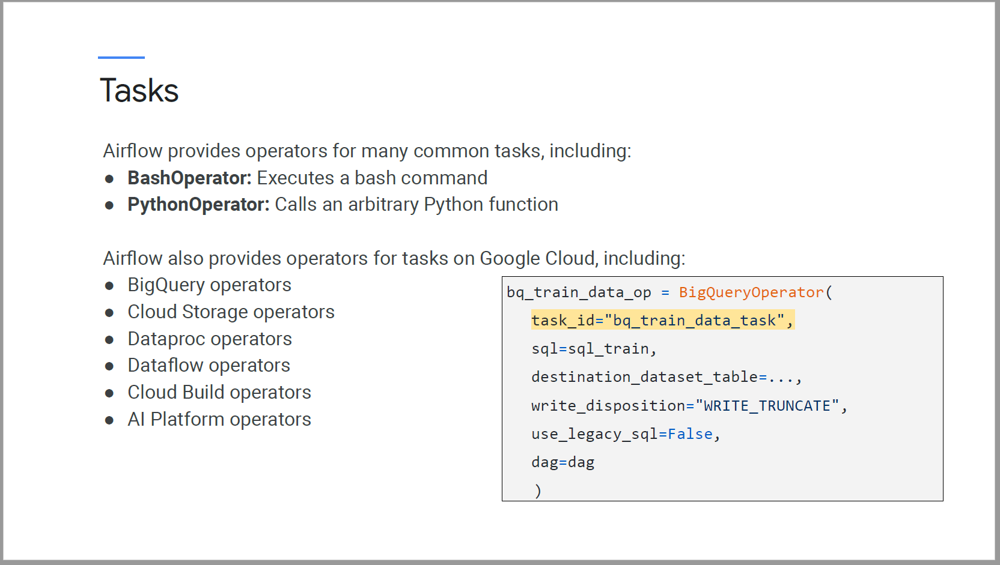 Tasks
Airflow provides operators for many common tasks, including:
● BashOperator: Executes a bash command
● PythonOperator: Calls an arbitrary Python function
Airflow also provides operators for tasks on Google Cloud, including:
● BigQuery operators
● Cloud Storage operators
● Dataproc operators
● Dataflow operators
● Cloud Build operators
● AI Platform operators
bq_train_data_op = BigQueryOperator(
task_id="bq_train_data_task",
sql=sql_train,
destination_dataset_table=...,
write_disposition="WRITE_TRUNCATE",
use_legacy_sql=False,
dag=dag
)